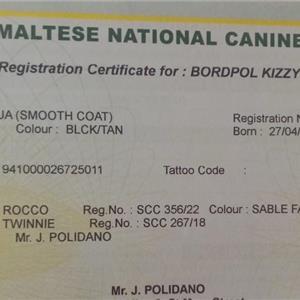 MALTESE NATIONAL CANINE
Registration Certificate for : BORDPOL KIZZY
JA (SMOOTH COAT) Registration N
Colour : BLCK/TAN Born : 27/04/
941000026725011 Tattoo Code :
ROCCO Reg.No. : SCC 356/22 Colour : SABLE FA
TWINNIE Reg.No. : SCC 267/18
Mr. J. POLIDANO
Mr. J. POLIDANO